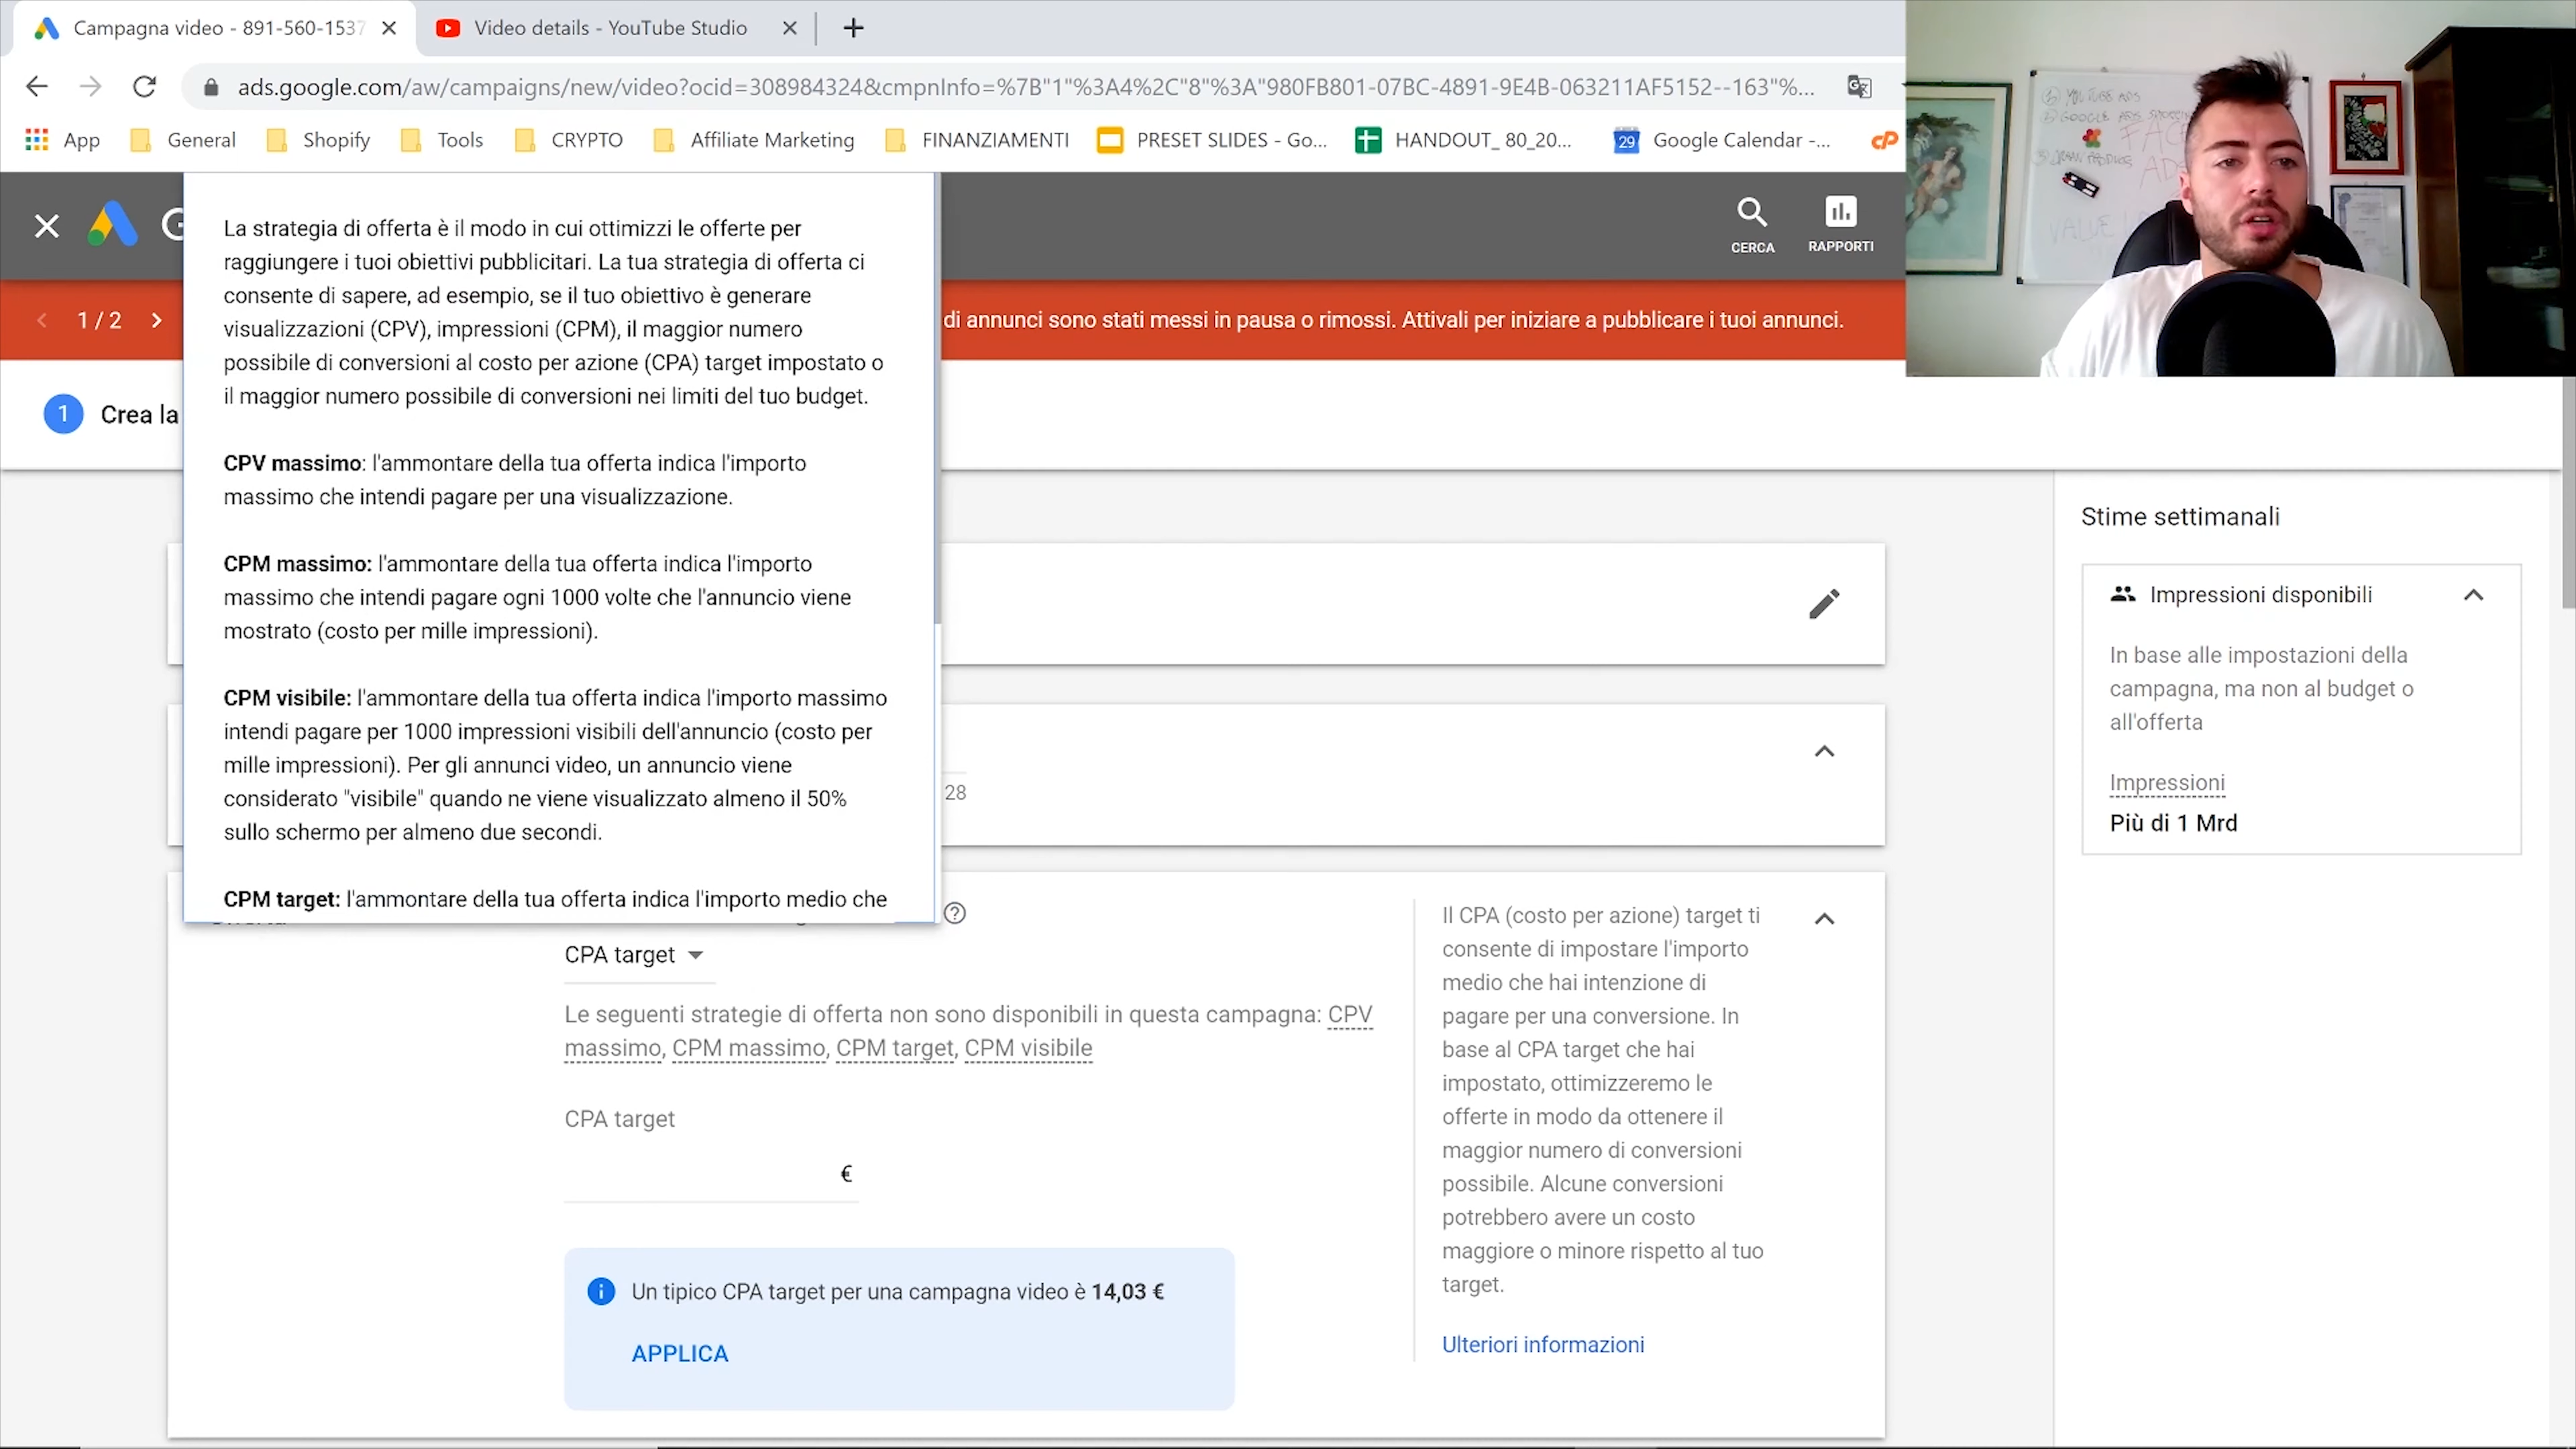 Campagna video - 891-560-1537
Video details - YouTube Studio
ads.google.com/aw/campaigns/new/video?ocid=308984324&cmpnInfo=%7B"1"%3A4%2C"8"%3A"980FB801-07BC-4891-9E4B-063211AF5152--163"%...
App
General
Shopify
Tools
CRYPTO
Affiliate Marketing
FINANZIAMENTI
PRESET SLIDES - Go...
HANDOUT_ 80_20...
29
Google Calendar -...
CERCA
RAPPORTI
1 / 2
di annunci sono stati messi in pausa o rimossi. Attivali per iniziare a pubblicare i tuoi annunci.
1
Crea la
La strategia di offerta è il modo in cui ottimizzi le offerte per
raggiungere i tuoi obiettivi pubblicitari. La tua strategia di offerta ci
consente di sapere, ad esempio, se il tuo obiettivo è generare
visualizzazioni (CPV), impressioni (CPM), il maggior numero
possibile di conversioni al costo per azione (CPA) target impostato o
il maggior numero possibile di conversioni nei limiti del tuo budget.
CPV massimo: l'ammontare della tua offerta indica l'importo
massimo che intendi pagare per una visualizzazione.
CPM massimo: l'ammontare della tua offerta indica l'importo
massimo che intendi pagare ogni 1000 volte che l'annuncio viene
mostrato (costo per mille impressioni).
CPM visibile: l'ammontare della tua offerta indica l'importo massimo
intendi pagare per 1000 impressioni visibili dell'annuncio (costo per
mille impressioni). Per gli annunci video, un annuncio viene
considerato "visibile" quando ne viene visualizzato almeno il 50%
sullo schermo per almeno due secondi.
CPM target: l'ammontare della tua offerta indica l'importo medio che
28
CPA target
Le seguenti strategie di offerta non sono disponibili in questa campagna: CPV
massimo, CPM massimo, CPM target, CPM visibile
CPA target
€
Un tipico CPA target per una campagna video è 14,03 €
APPLICA
Il CPA (costo per azione) target ti
consente di impostare l'importo
medio che hai intenzione di
pagare per una conversione. In
base al CPA target che hai
impostato, ottimizzeremo le
offerte in modo da ottenere il
maggior numero di conversioni
possibile. Alcune conversioni
potrebbero avere un costo
maggiore o minore rispetto al tuo
target.
Ulteriori informazioni
Stime settimanali
Impressioni disponibili
In base alle impostazioni della
campagna, ma non al budget o
all'offerta
Impressioni
Più di 1 Mrd
YOUTUBE ADS